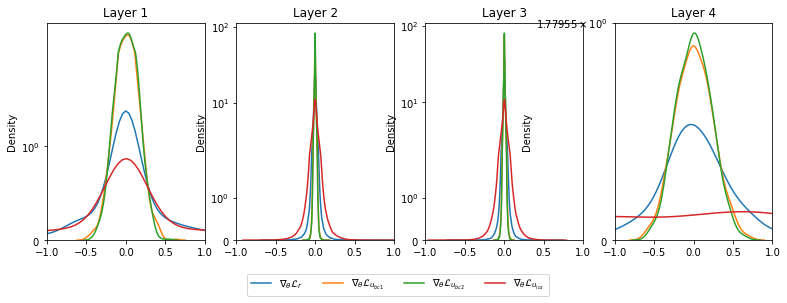 Layer 1
Layer 2
Layer 3
Layer 4
Density
10⁰
0
−1.0 −0.5 0.0 0.5 1.0
Density
10²
10¹
10⁰
0
−1.0 −0.5 0.0 0.5 1.0
Density
10²
10¹
10⁰
0
−1.0 −0.5 0.0 0.5 1.0
Density
1.77955 × 10⁰
0
−1.0 −0.5 0.0 0.5 1.0
∇θℒr ∇θℒu_bc1 ∇θℒu_bc2 ∇θℒu_ics